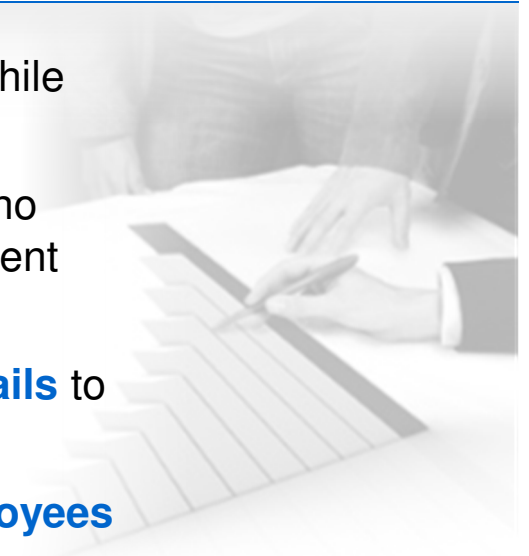 hile
no
ent
ails to
oyees